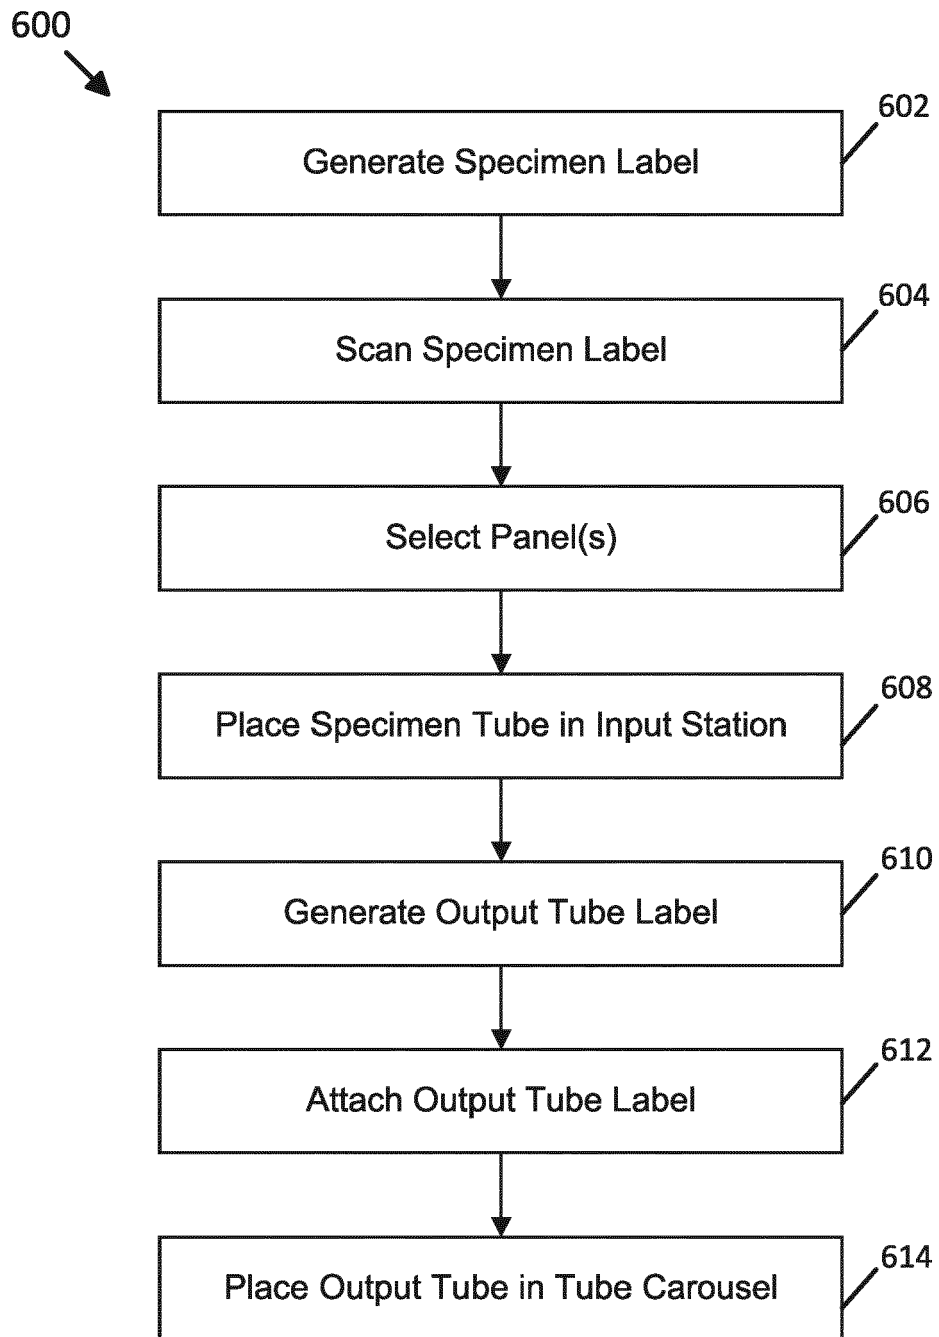 600
602
Generate Specimen Label
604
Scan Specimen Label
606
Select Panel(s)
608
Place Specimen Tube in Input Station
610
Generate Output Tube Label
612
Attach Output Tube Label
614
Place Output Tube in Tube Carousel